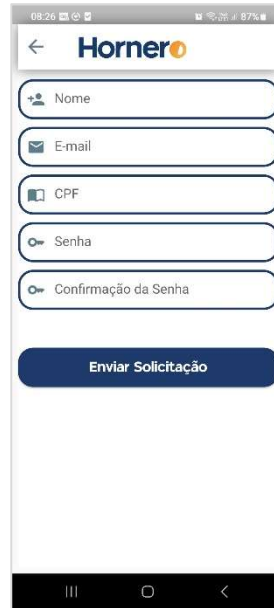 08:26
87%
Hornero
Nome
E-mail
CPF
Senha
Confirmação da Senha
Enviar Solicitação